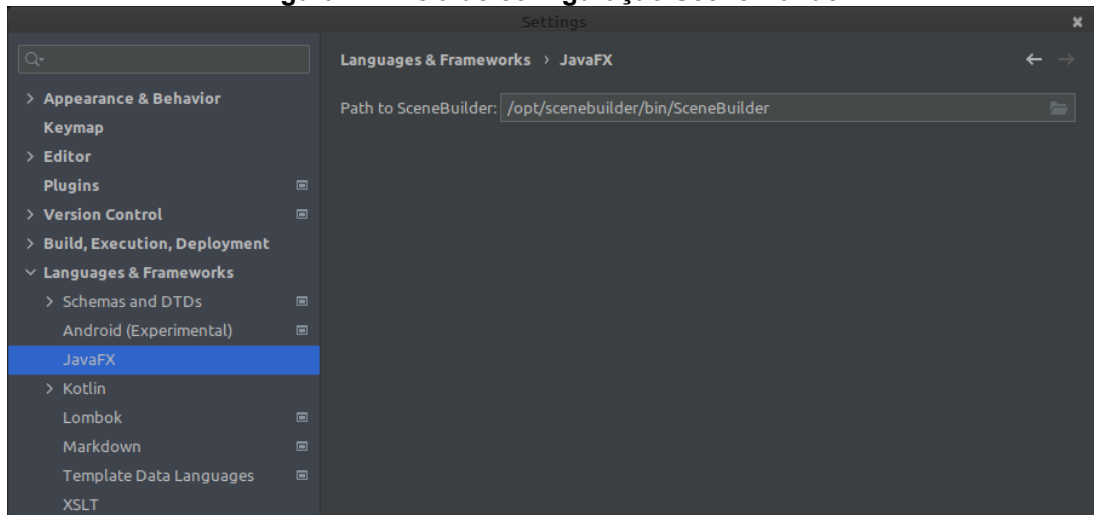 Settings
Languages & Frameworks › JavaFX
Path to SceneBuilder: /opt/scenebuilder/bin/SceneBuilder
Appearance & Behavior
Keymap
Editor
Plugins
Version Control
Build, Execution, Deployment
Languages & Frameworks
Schemas and DTDs
Android (Experimental)
JavaFX
Kotlin
Lombok
Markdown
Template Data Languages
XSLT